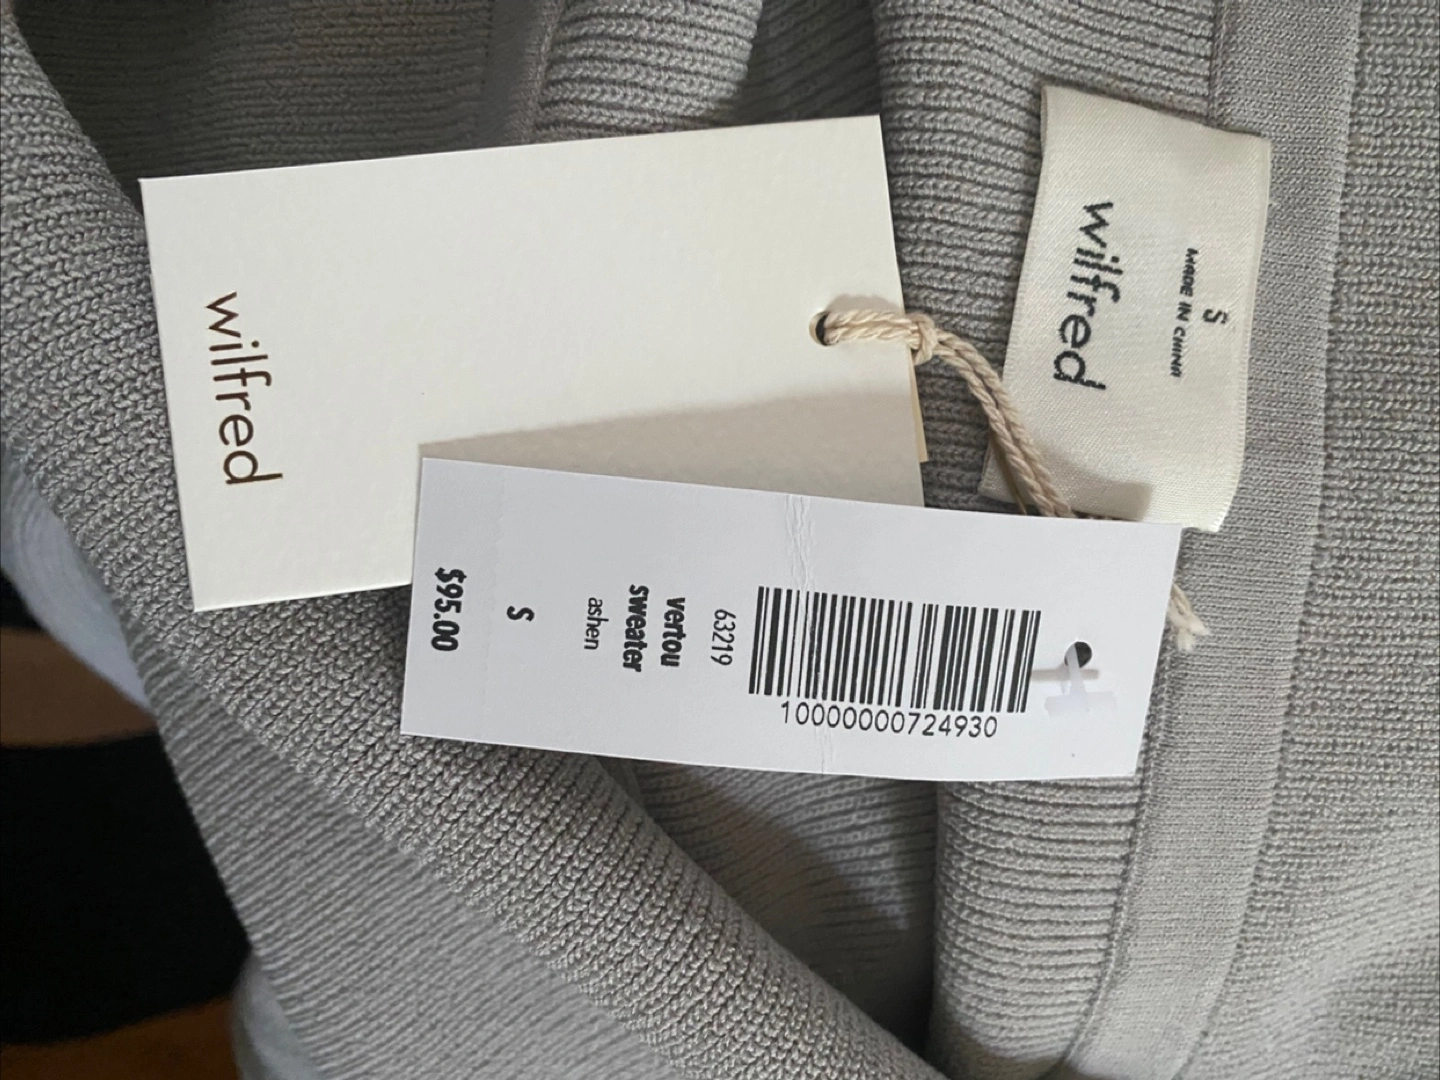 wilfred
wilfred
MADE IN CHINA
S
10000000724930
63219
vertou
sweater
ashen
S
$95.00